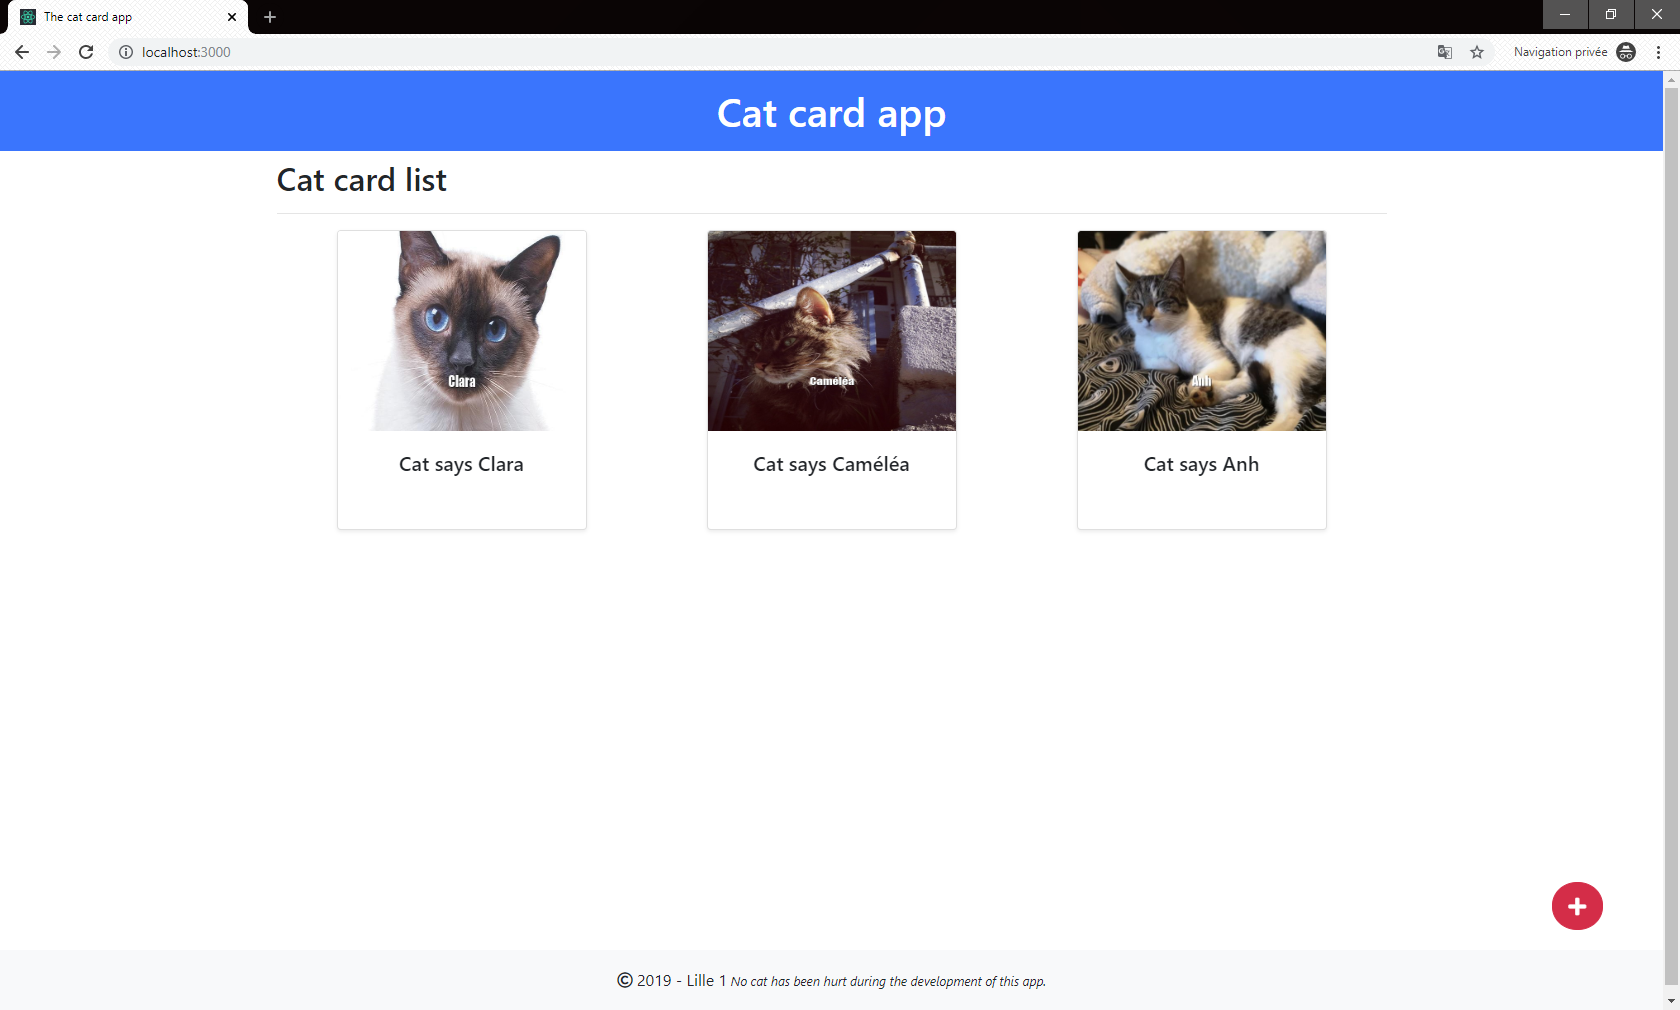 The cat card app
localhost:3000
Navigation privée
Cat card app
Cat card list
Clara
Caméléa
Anh
Cat says Clara
Cat says Caméléa
Cat says Anh
© 2019 - Lille 1 No cat has been hurt during the development of this app.